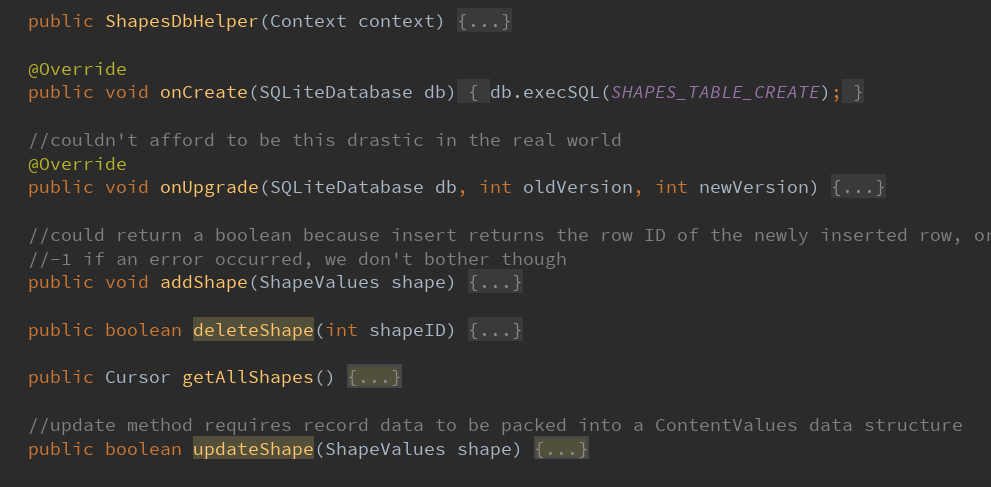 public ShapesDbHelper(Context context) {...}
@Override
public void onCreate(SQLiteDatabase db) { db.execSQL(SHAPES_TABLE_CREATE); }
//couldn't afford to be this drastic in the real world
@Override
public void onUpgrade(SQLiteDatabase db, int oldVersion, int newVersion) {...}
//could return a boolean because insert returns the row ID of the newly inserted row, or
//-1 if an error occurred, we don't bother though
public void addShape(ShapeValues shape) {...}
public boolean deleteShape(int shapeID) {...}
public Cursor getAllShapes() {...}
//update method requires record data to be packed into a ContentValues data structure
public boolean updateShape(ShapeValues shape) {...}